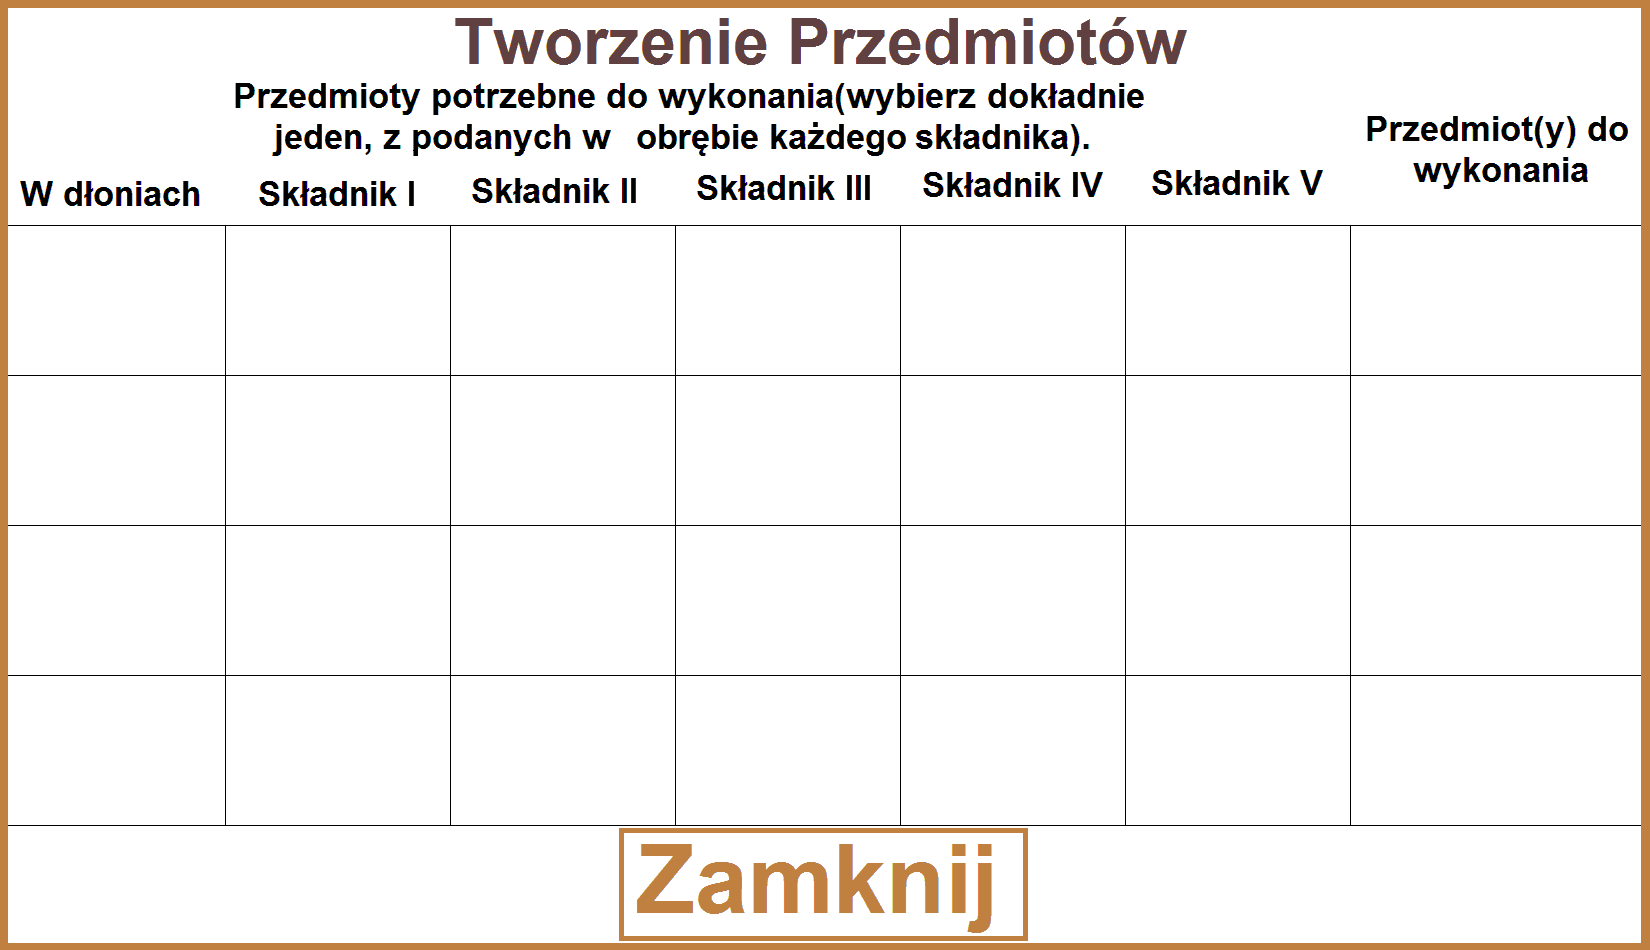 Tworzenie Przedmiotów
Przedmioty potrzebne do wykonania(wybierz dokładnie
jeden, z podanych w obrębie każdego składnika).
Przedmiot(y) do
wykonania
W dłoniach Składnik I Składnik II Składnik III Składnik IV Składnik V
Zamknij